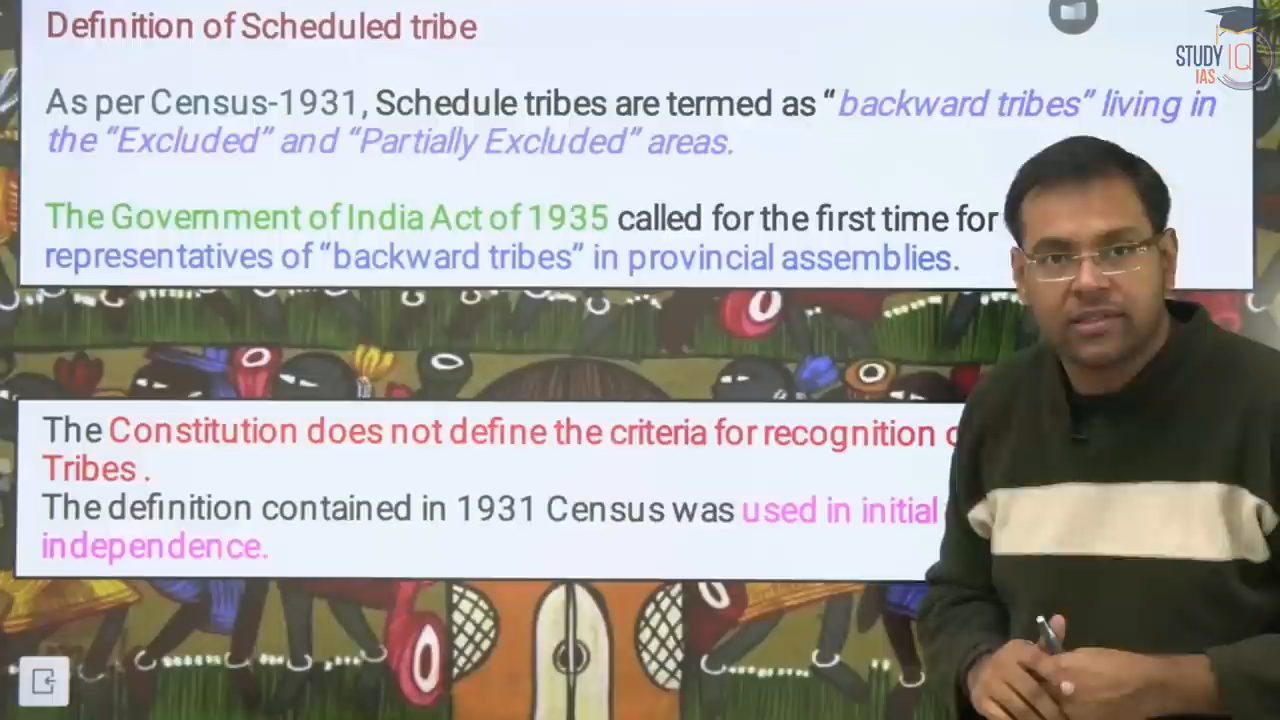 Definition of Scheduled tribe
STUDY IQ
IAS
As per Census-1931, Schedule tribes are termed as “backward tribes” living in
the “Excluded” and “Partially Excluded” areas.
The Government of India Act of 1935 called for the first time for
representatives of “backward tribes” in provincial assemblies.
The Constitution does not define the criteria for recognition
Tribes .
The definition contained in 1931 Census was used in initial
independence.